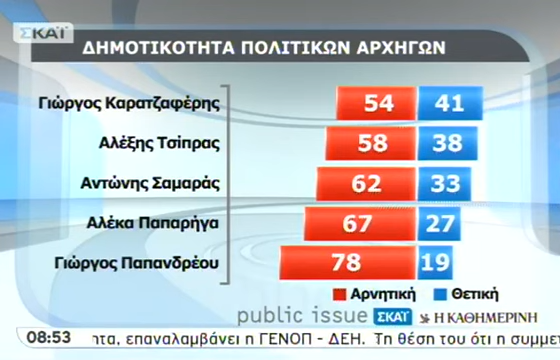 ΣΚΑΪ
ΔΗΜΟΤΙΚΟΤΗΤΑ ΠΟΛΙΤΙΚΩΝ ΑΡΧΗΓΩΝ
Γιώργος Καρατζαφέρης 54 41
Αλέξης Τσίπρας 58 38
Αντώνης Σαμαράς 62 33
Αλέκα Παπαρήγα 67 27
Γιώργος Παπανδρέου 78 19
Αρνητική Θετική
public issue ΣΚΑΪ Η ΚΑΘΗΜΕΡΙΝΗ
08:53 ητα, επαναλαμβάνει η ΓΕΝΟΠ - ΔΕΗ. Τη θέση του ότι η συμμε